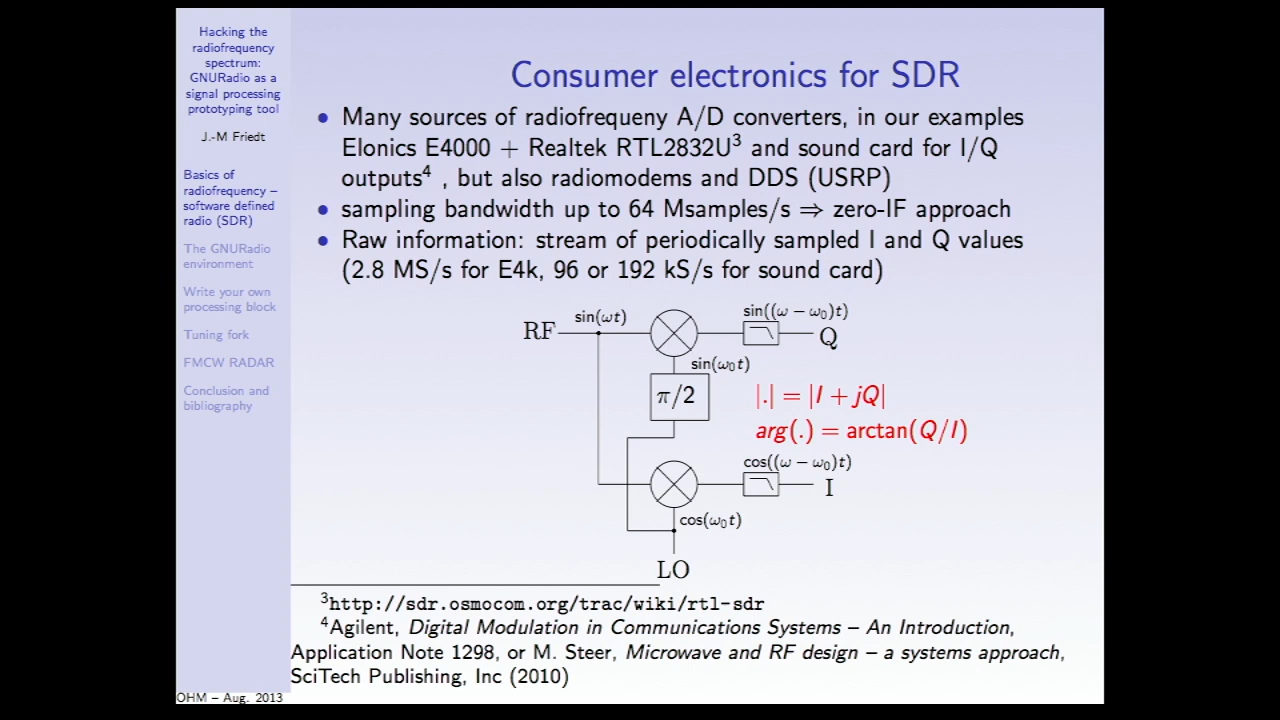 Hacking the
radiofrequency
spectrum:
GNURadio as a
signal processing
prototyping tool
J.-M Friedt
Basics of
radiofrequency –
software defined
radio (SDR)
The GNURadio
environment
Write your own
processing block
Tuning fork
FMCW RADAR
Conclusion and
bibliography
OHM – Aug. 2013
Consumer electronics for SDR
• Many sources of radiofrequeny A/D converters, in our examples
Elonics E4000 + Realtek RTL2832U³ and sound card for I/Q
outputs⁴ , but also radiomodems and DDS (USRP)
• sampling bandwidth up to 64 Msamples/s ⇒ zero-IF approach
• Raw information: stream of periodically sampled I and Q values
(2.8 MS/s for E4k, 96 or 192 kS/s for sound card)
RF
sin(ωt)
sin((ω − ω₀)t)
Q
sin(ω₀t)
π/2
|.| = |I + jQ|
arg(.) = arctan(Q/I)
cos((ω − ω₀)t)
I
cos(ω₀t)
LO
³http://sdr.osmocom.org/trac/wiki/rtl-sdr
⁴Agilent, Digital Modulation in Communications Systems – An Introduction,
Application Note 1298, or M. Steer, Microwave and RF design – a systems approach,
SciTech Publishing, Inc (2010)